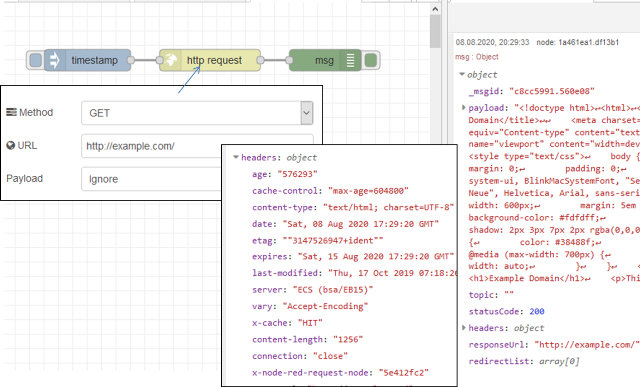 timestamp
http request
msg
Method
GET
URL
http://example.com/
Payload
Ignore
headers: object
age: "576293"
cache-control: "max-age=604800"
content-type: "text/html; charset=UTF-8"
date: "Sat, 08 Aug 2020 17:29:20 GMT"
etag: ""3147526947+ident""
expires: "Sat, 15 Aug 2020 17:29:20 GMT"
last-modified: "Thu, 17 Oct 2019 07:18:26
server: "ECS (bsa/EB15)"
vary: "Accept-Encoding"
x-cache: "HIT"
content-length: "1256"
connection: "close"
x-node-red-request-node: "5e412fc2"
08.08.2020, 20:29:33 node: 1a461ea1.df13b1
msg : Object
object
_msgid: "c8cc5991.560e08"
payload: "<!doctype html>↵<html>↵
Domain</title>↵↵ <meta charset=
equiv="Content-type" content="text
name="viewport" content="width=dev
<style type="text/css">↵ body {
margin: 0;↵ padding: 0;↵
system-ui, BlinkMacSystemFont, "Se
Neue", Helvetica, Arial, sans-serif
width: 600px;↵ margin: 5em
background-color: #fdfdff;↵
shadow: 2px 3px 7px 2px rgba(0,0,0
{↵ color: #38488f;↵
@media (max-width: 700px) {↵
width: auto;↵ }↵ }↵ <
<h1>Example Domain</h1>↵ <p>Thi
topic: ""
statusCode: 200
headers: object
responseUrl: "http://example.com/"
redirectList: array[0]